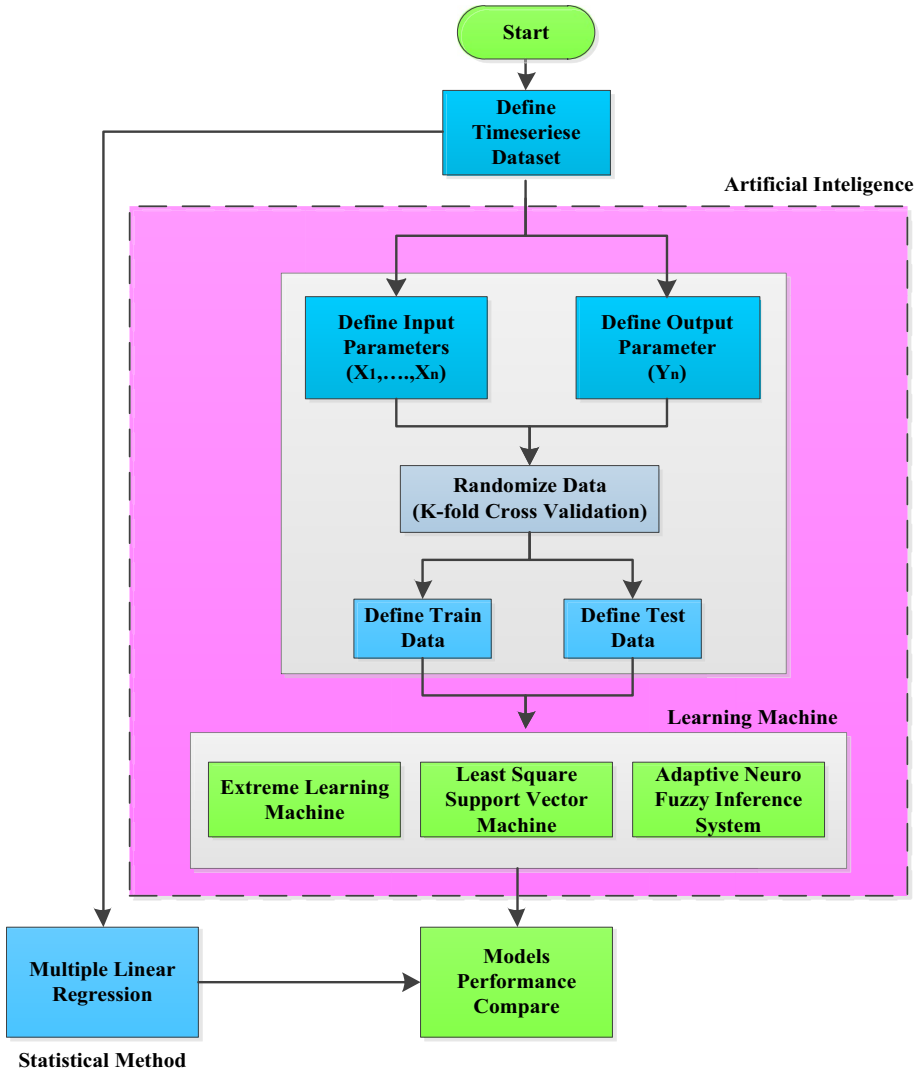 Start
Define
Timeseriese
Dataset
Artificial Inteligence
Define Input
Parameters
(X1,....,Xn)
Define Output
Parameter
(Yn)
Randomize Data
(K-fold Cross Validation)
Define Train
Data
Define Test
Data
Learning Machine
Extreme Learning
Machine
Least Square
Support Vector
Machine
Adaptive Neuro
Fuzzy Inference
System
Multiple Linear
Regression
Models
Performance
Compare
Statistical Method